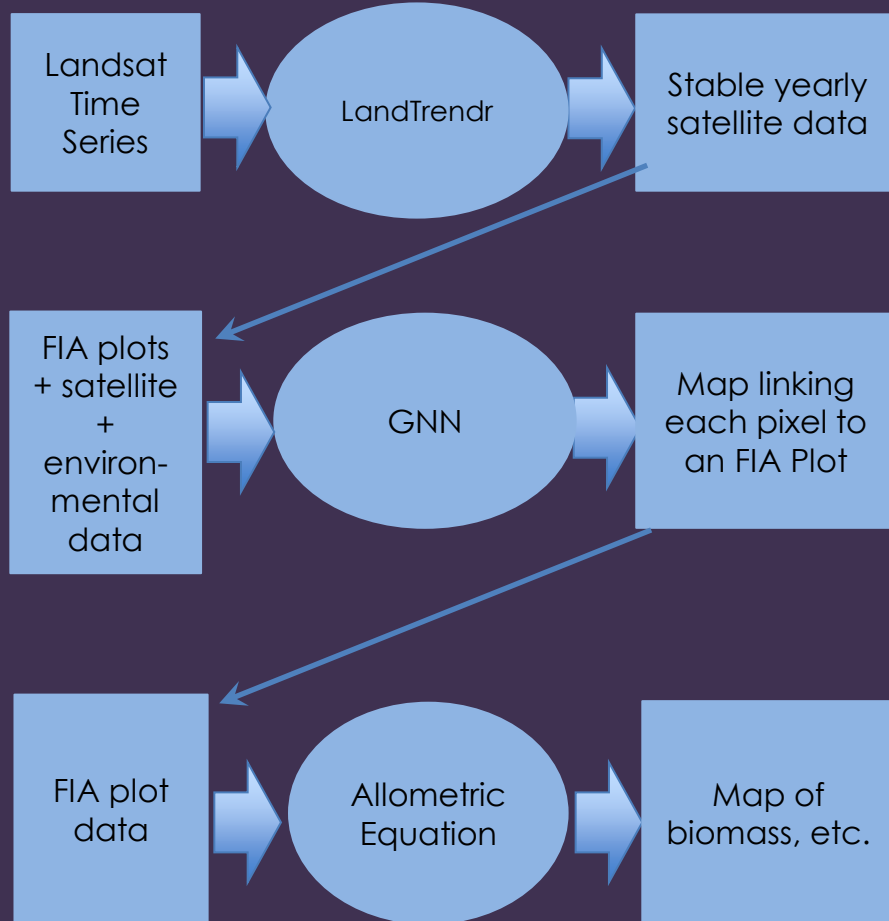 Landsat
Time
Series
LandTrendr
Stable yearly
satellite data
FIA plots
+ satellite
+
environ-
mental
data
GNN
Map linking
each pixel to
an FIA Plot
FIA plot
data
Allometric
Equation
Map of
biomass, etc.